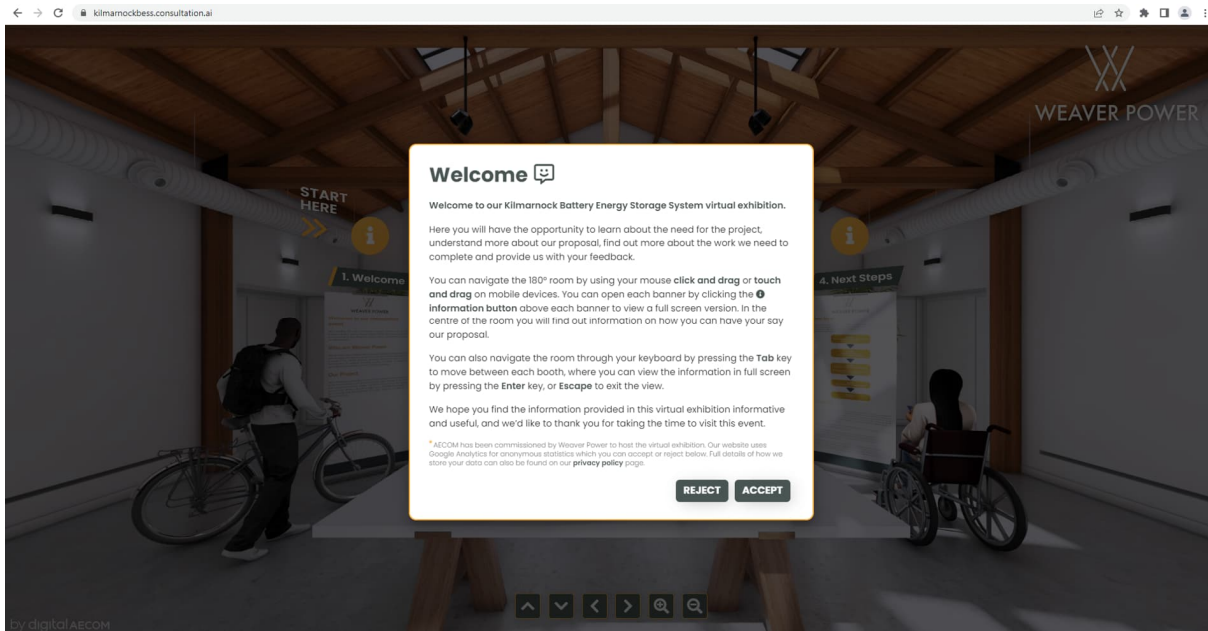 kilmarnockbess.consultation.ai
WEAVER POWER
START
HERE
1. Welcome
4. Next Steps
WEAVER POWER
Welcome
Welcome to our Kilmarnock Battery Energy Storage System virtual exhibition.
Here you will have the opportunity to learn about the need for the project,
understand more about our proposal, find out more about the work we need to
complete and provide us with your feedback.
You can navigate the 180° room by using your mouse click and drag or touch
and drag on mobile devices. You can open each banner by clicking the
information button above each banner to view a full screen version. In the
centre of the room you will find out information on how you can have your say
our proposal.
You can also navigate the room through your keyboard by pressing the Tab key
to move between each booth, where you can view the information in full screen
by pressing the Enter key, or Escape to exit the view.
We hope you find the information provided in this virtual exhibition informative
and useful, and we'd like to thank you for taking the time to visit this event.
* AECOM has been commissioned by Weaver Power to host the virtual exhibition. Our website uses
Google Analytics for anonymous statistics which you can accept or reject below. Full details of how we
store your data can also be found on our privacy policy page.
REJECT ACCEPT
by digital AECOM